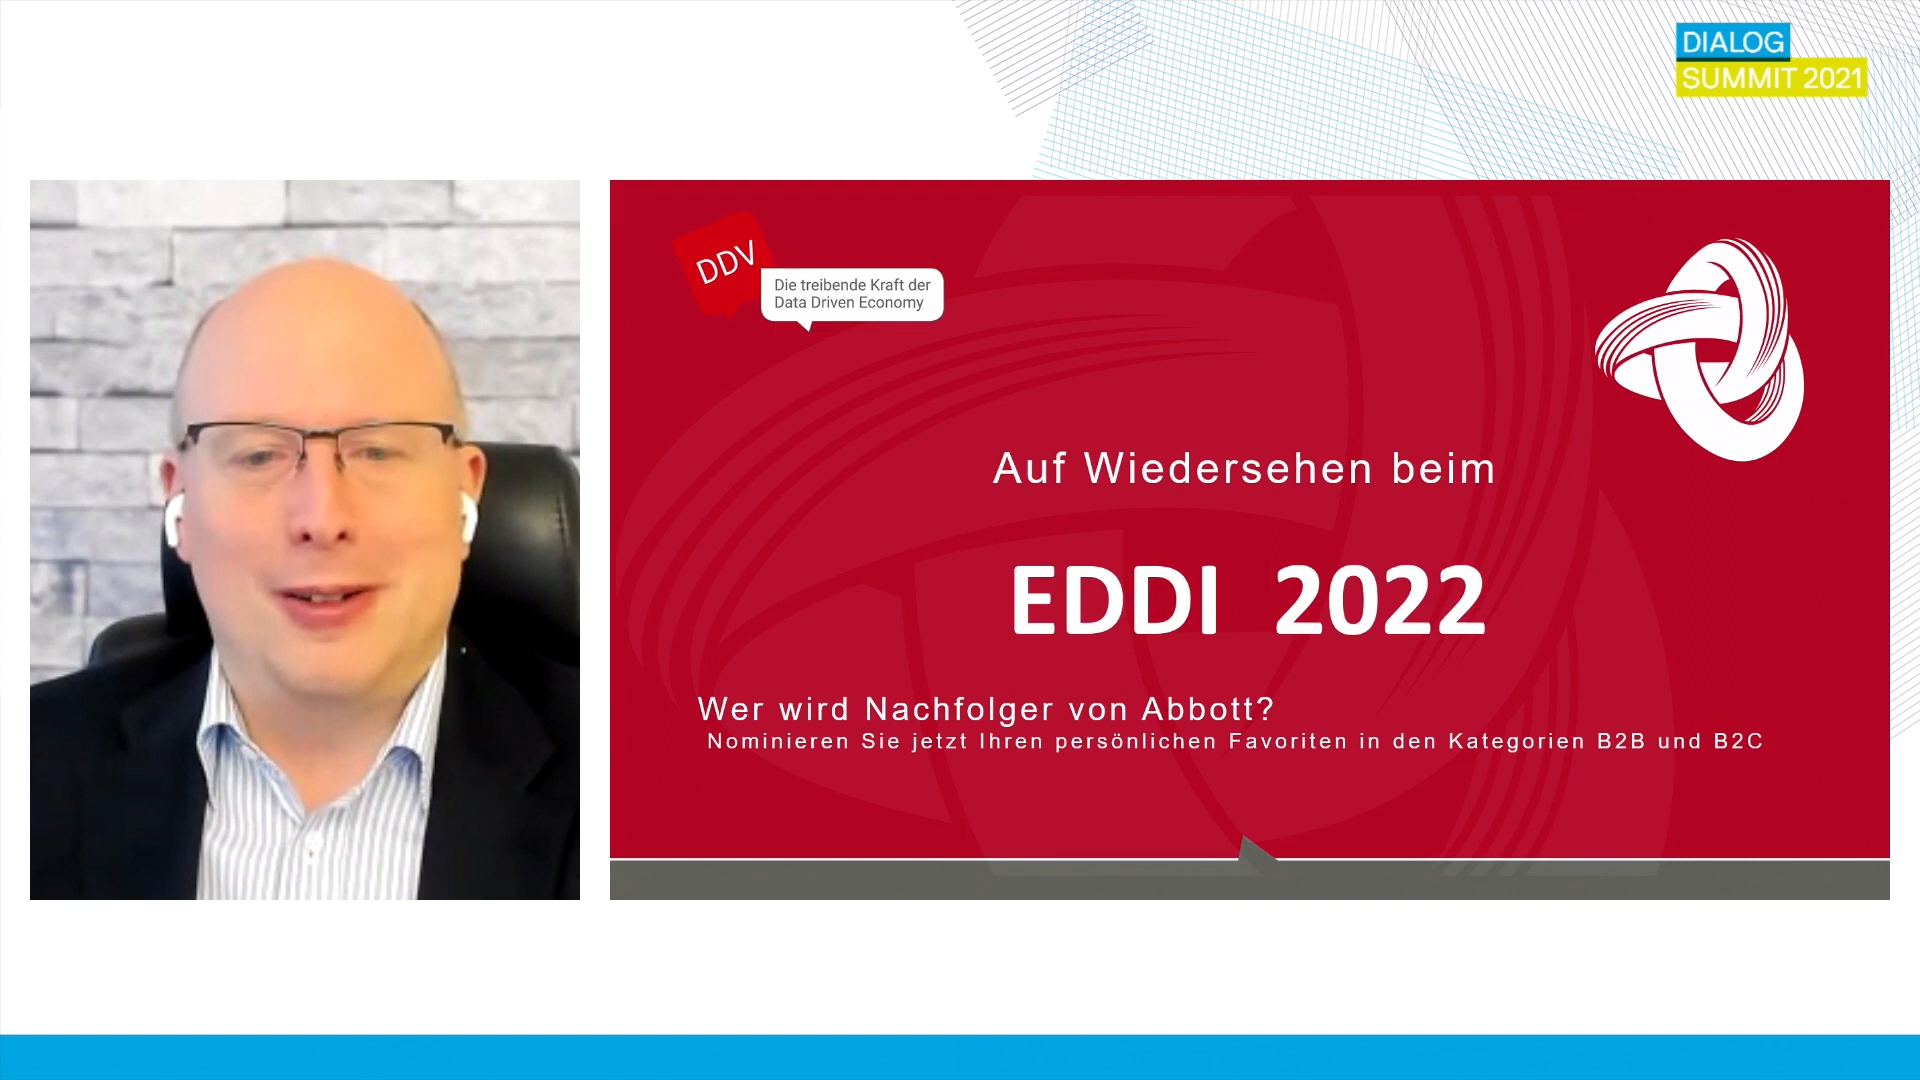 DIALOG
SUMMIT 2021
DDV
Die treibende Kraft der
Data Driven Economy
Auf Wiedersehen beim
EDDI 2022
Wer wird Nachfolger von Abbott?
Nominieren Sie jetzt Ihren persönlichen Favoriten in den Kategorien B2B und B2C